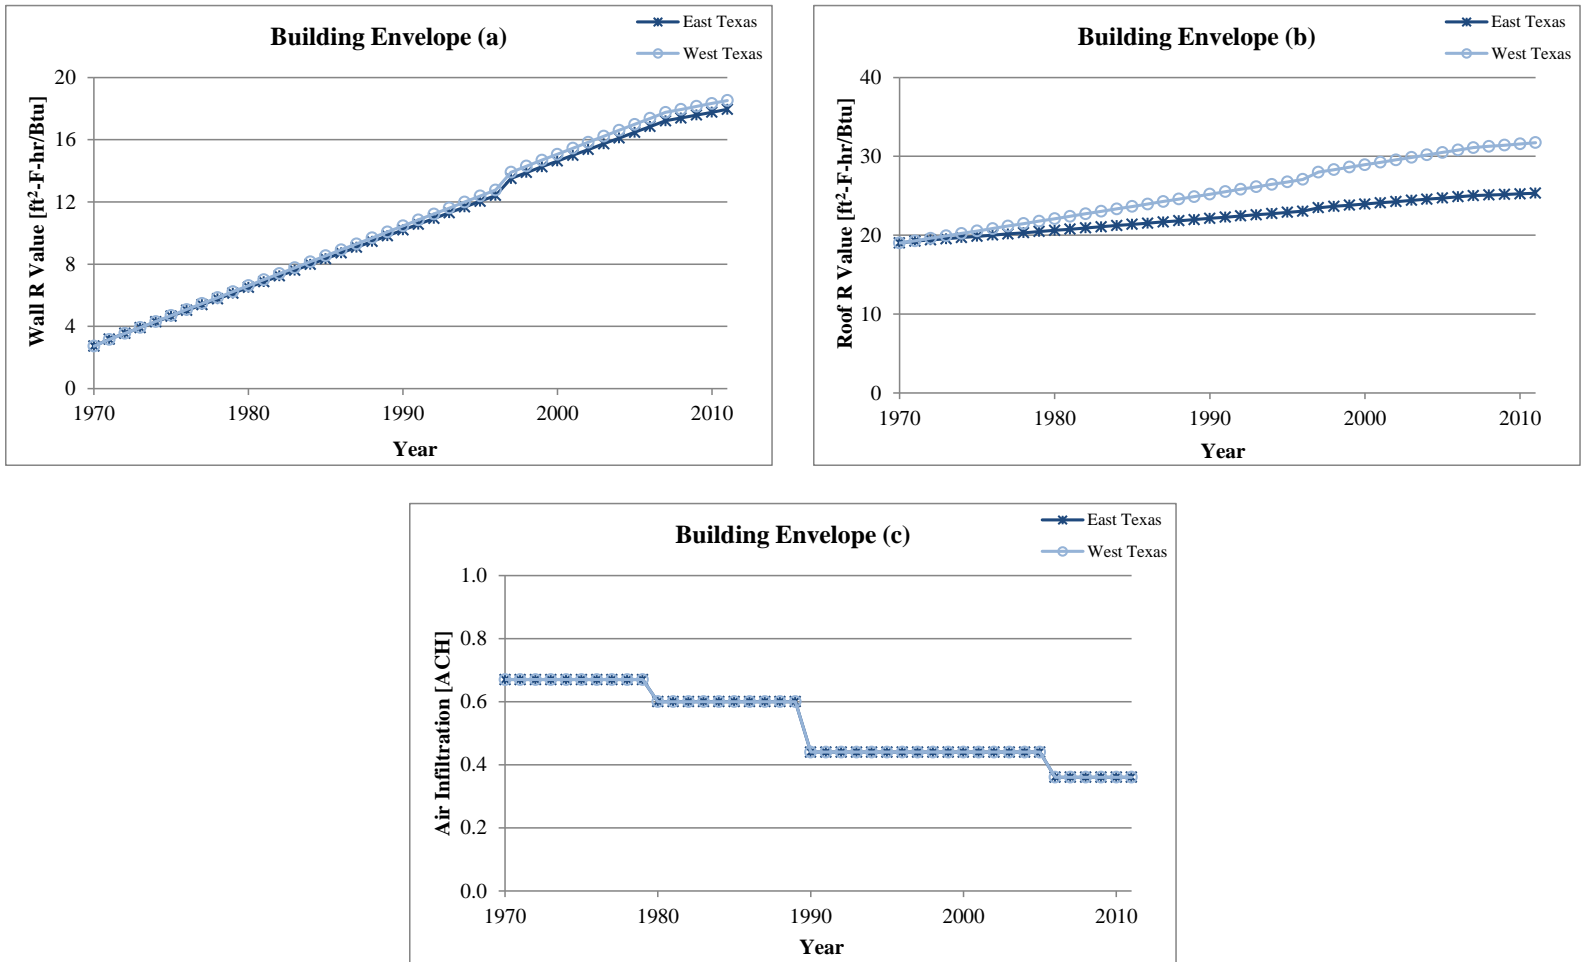 Building Envelope (a)
East Texas
West Texas
Wall R Value [ft²-F-hr/Btu]
20
16
12
8
4
0
1970 1980 1990 2000 2010
Year
Building Envelope (b)
East Texas
West Texas
Roof R Value [ft²-F-hr/Btu]
40
30
20
10
0
1970 1980 1990 2000 2010
Year
Building Envelope (c)
East Texas
West Texas
Air Infiltration [ACH]
1.0
0.8
0.6
0.4
0.2
0.0
1970 1980 1990 2000 2010
Year